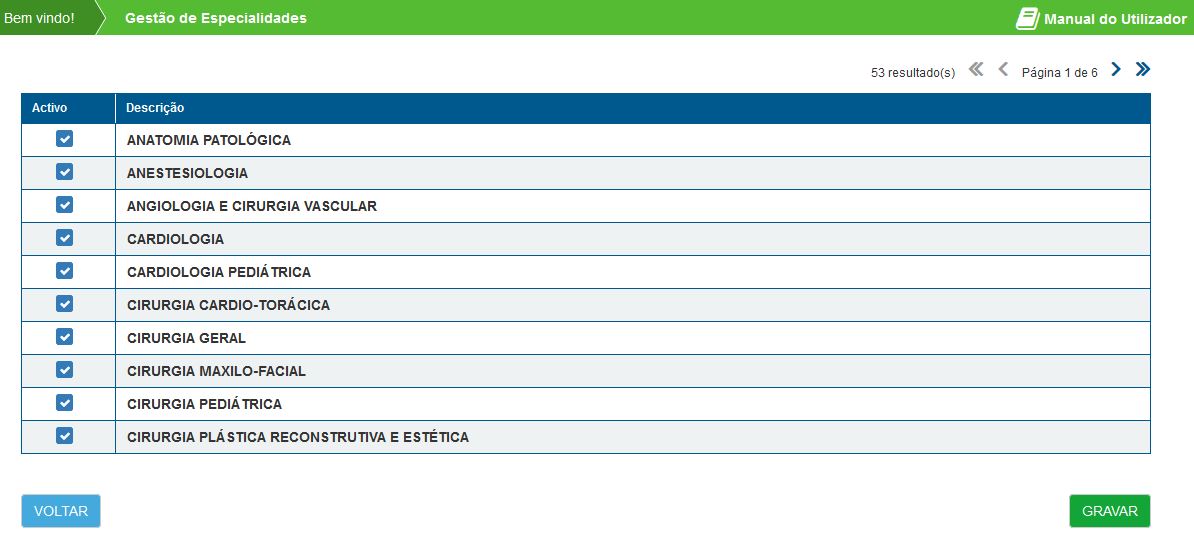 Bem vindo! Gestão de Especialidades Manual do Utilizador
53 resultado(s) Página 1 de 6
Activo Descrição
ANATOMIA PATOLÓGICA
ANESTESIOLOGIA
ANGIOLOGIA E CIRURGIA VASCULAR
CARDIOLOGIA
CARDIOLOGIA PEDIÁTRICA
CIRURGIA CARDIO-TORÁCICA
CIRURGIA GERAL
CIRURGIA MAXILO-FACIAL
CIRURGIA PEDIÁTRICA
CIRURGIA PLÁSTICA RECONSTRUTIVA E ESTÉTICA
VOLTAR GRAVAR